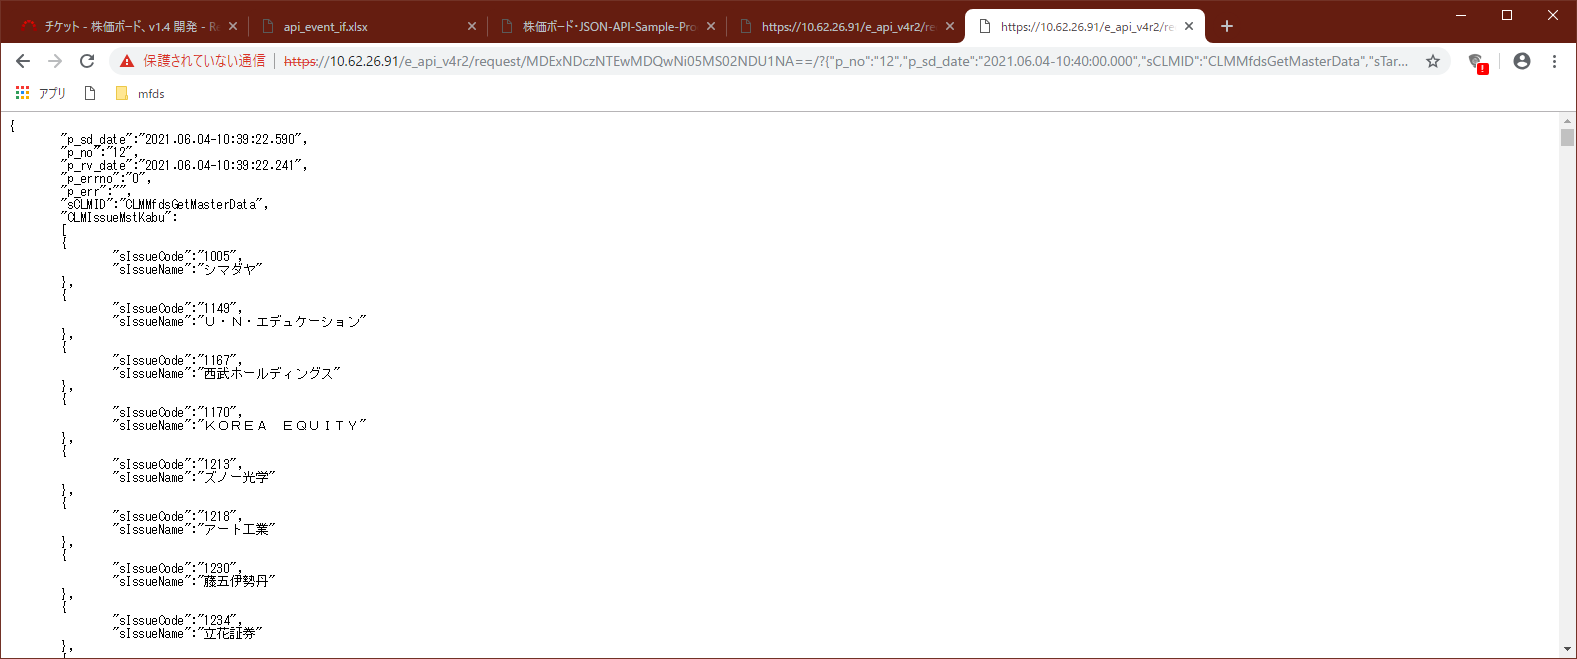 チケット - 株価ボード、v1.4 開発 - Re
api_event_if.xlsx
株価ボード・JSON-API-Sample-Pro
https://10.62.26.91/e_api_v4r2/re
https://10.62.26.91/e_api_v4r2/re
保護されていない通信
https://10.62.26.91/e_api_v4r2/request/MDExNDczNTEwMDQwNi05MS02NDU1NA==/?{"p_no":"12","p_sd_date":"2021.06.04-10:40:00.000","sCLMID":"CLMMfdsGetMasterData","sTar...
アプリ
mfds
{
"p_sd_date":"2021.06.04-10:39:22.590",
"p_no":"12",
"p_rv_date":"2021.06.04-10:39:22.241",
"p_errno":"0",
"p_err":"",
"sCLMID":"CLMMfdsGetMasterData",
"CLMIssueMstKabu":
[
{
"sIssueCode":"1005",
"sIssueName":"シマダヤ"
},
{
"sIssueCode":"1149",
"sIssueName":"Ｕ・Ｎ・エデュケーション"
},
{
"sIssueCode":"1167",
"sIssueName":"西武ホールディングス"
},
{
"sIssueCode":"1170",
"sIssueName":"ＫＯＲＥＡ　ＥＱＵＩＴＹ"
},
{
"sIssueCode":"1213",
"sIssueName":"ズノー光学"
},
{
"sIssueCode":"1218",
"sIssueName":"アート工業"
},
{
"sIssueCode":"1230",
"sIssueName":"藤五伊勢丹"
},
{
"sIssueCode":"1234",
"sIssueName":"立花証券"
},